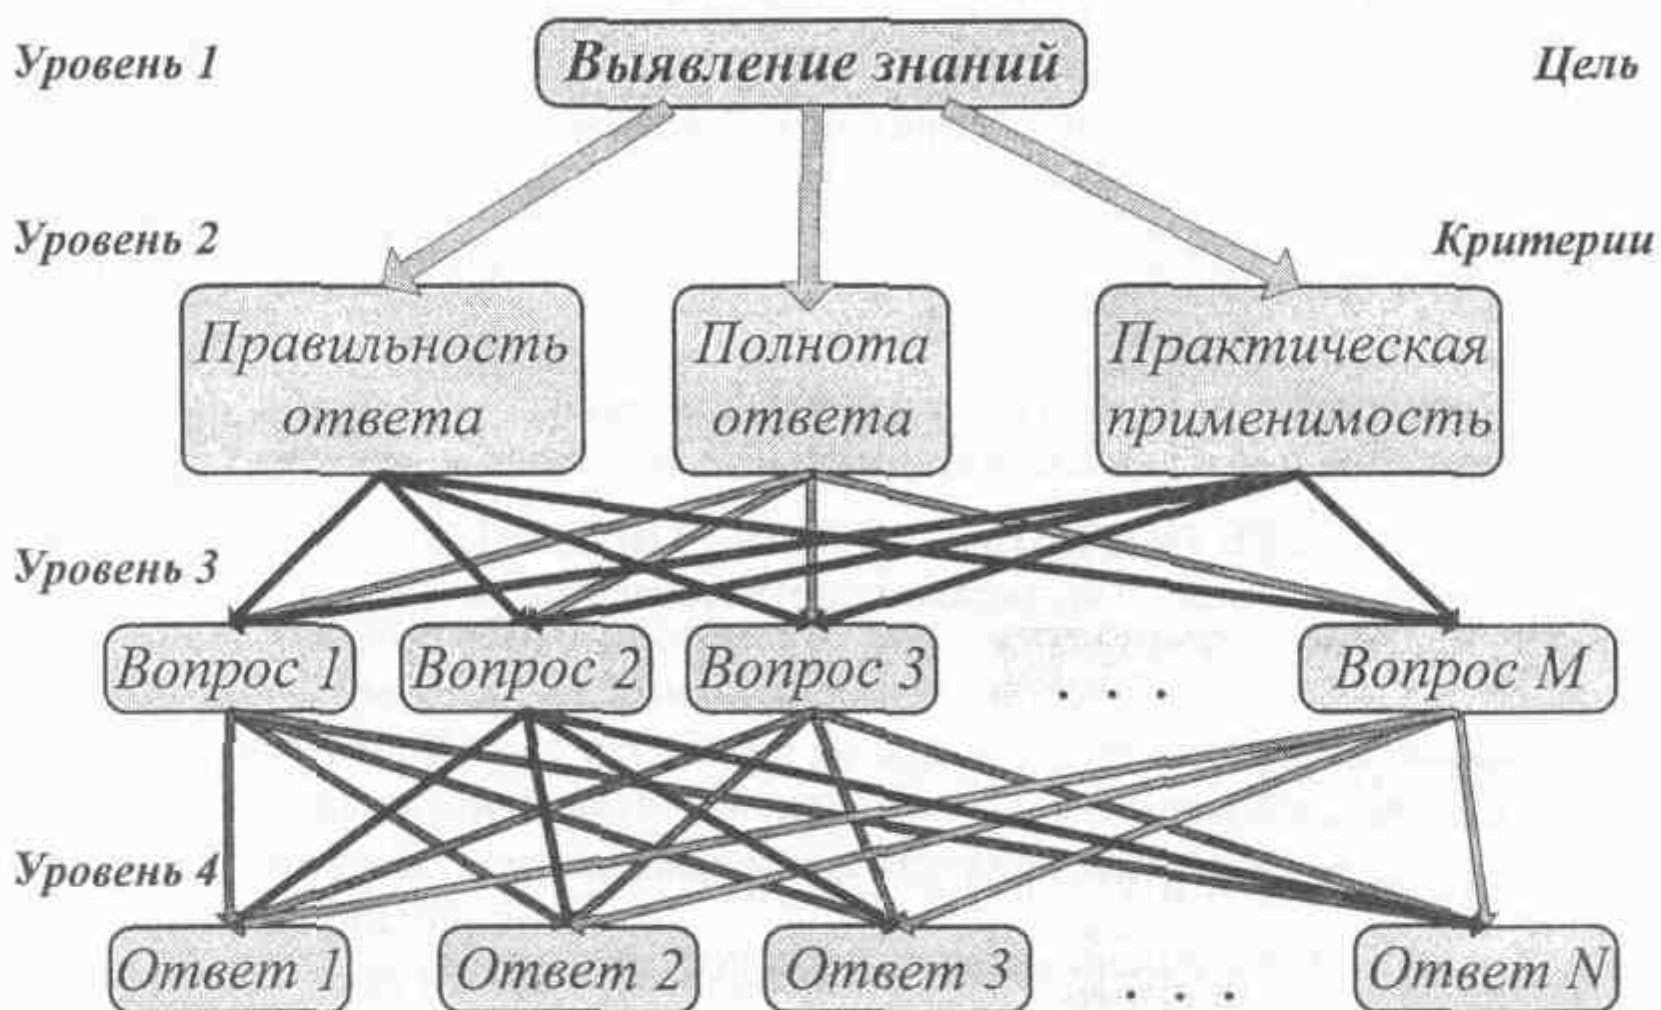 Уровень 1
Выявление знаний
Цель
Уровень 2
Критерии
Правильность
ответа
Полнота
ответа
Практическая
применимость
Уровень 3
Вопрос 1
Вопрос 2
Вопрос 3
. . .
Вопрос M
Уровень 4
Ответ 1
Ответ 2
Ответ 3
. . .
Ответ N